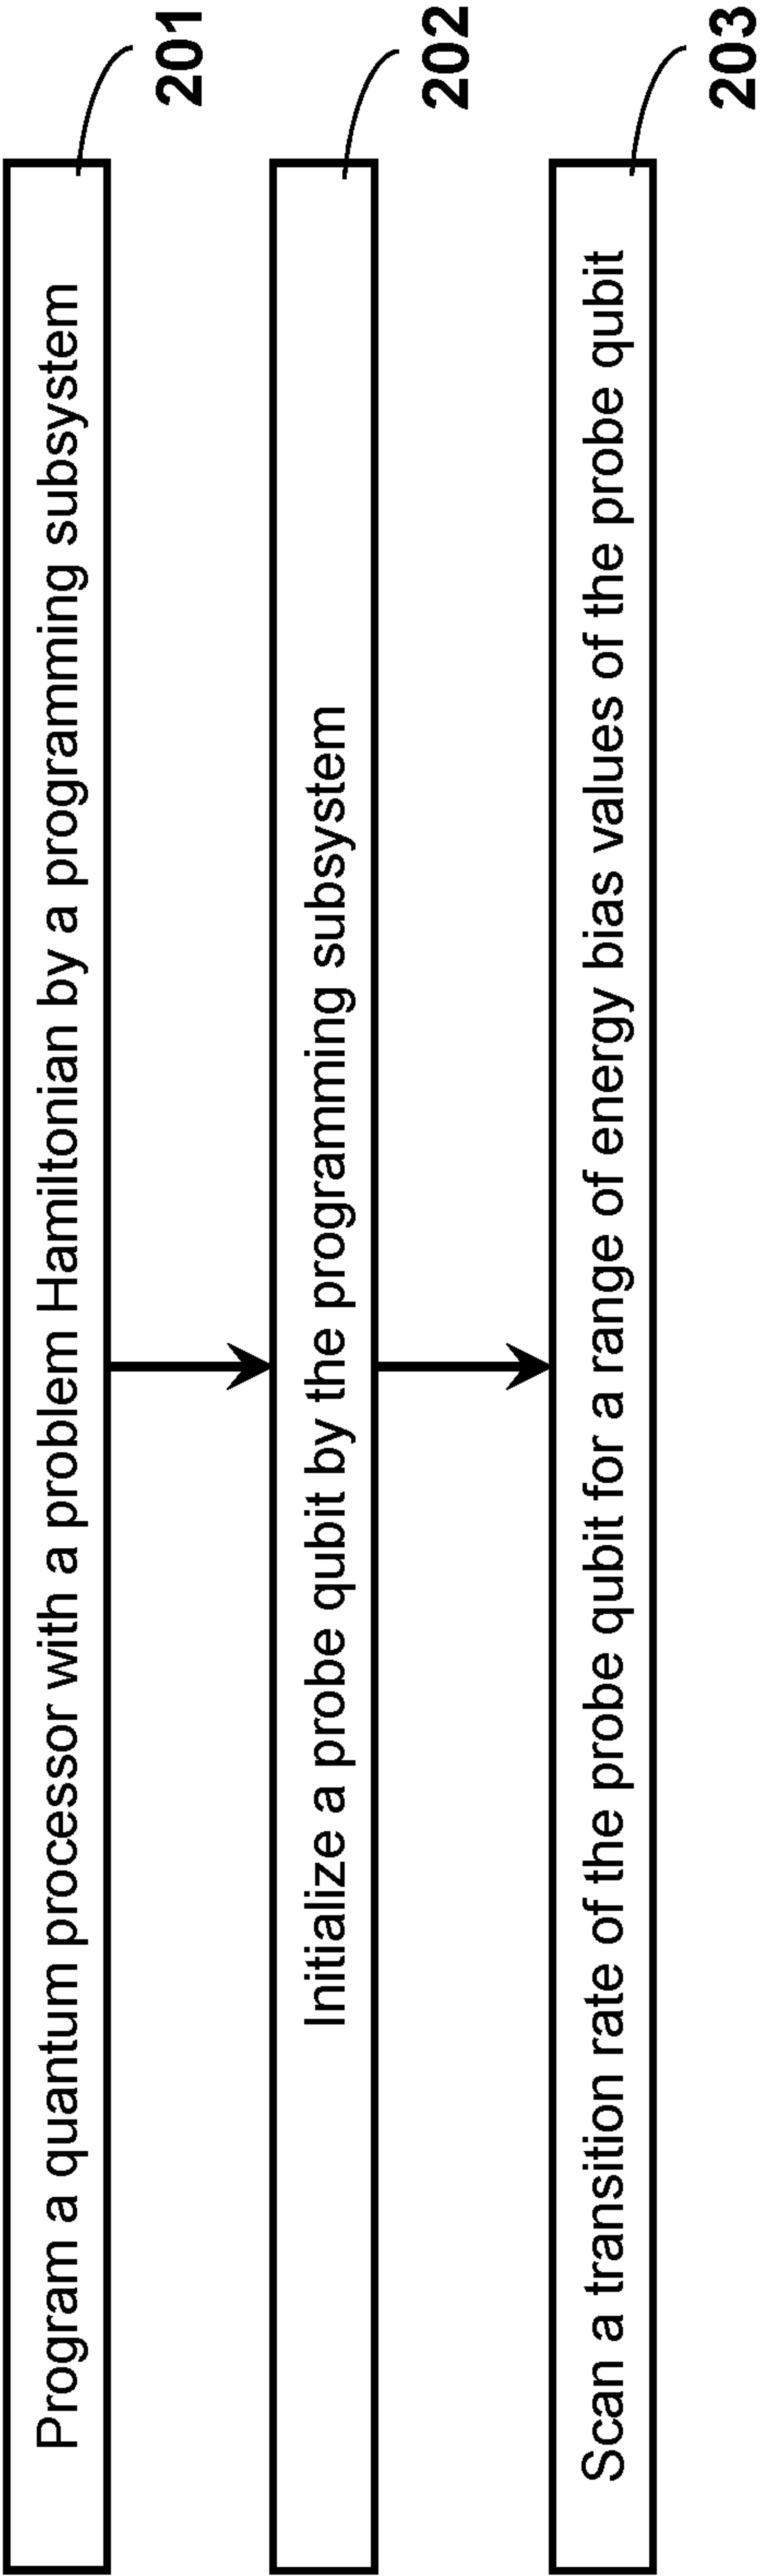 201
Program a quantum processor with a problem Hamiltonian by a programming subsystem
202
Initialize a probe qubit by the programming subsystem
203
Scan a transition rate of the probe qubit for a range of energy bias values of the probe qubit